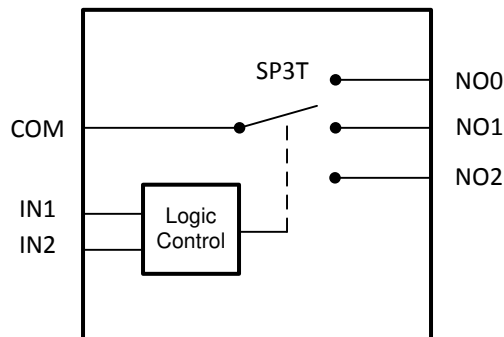 SP3T
NO0
COM
NO1
NO2
IN1
IN2
Logic
Control